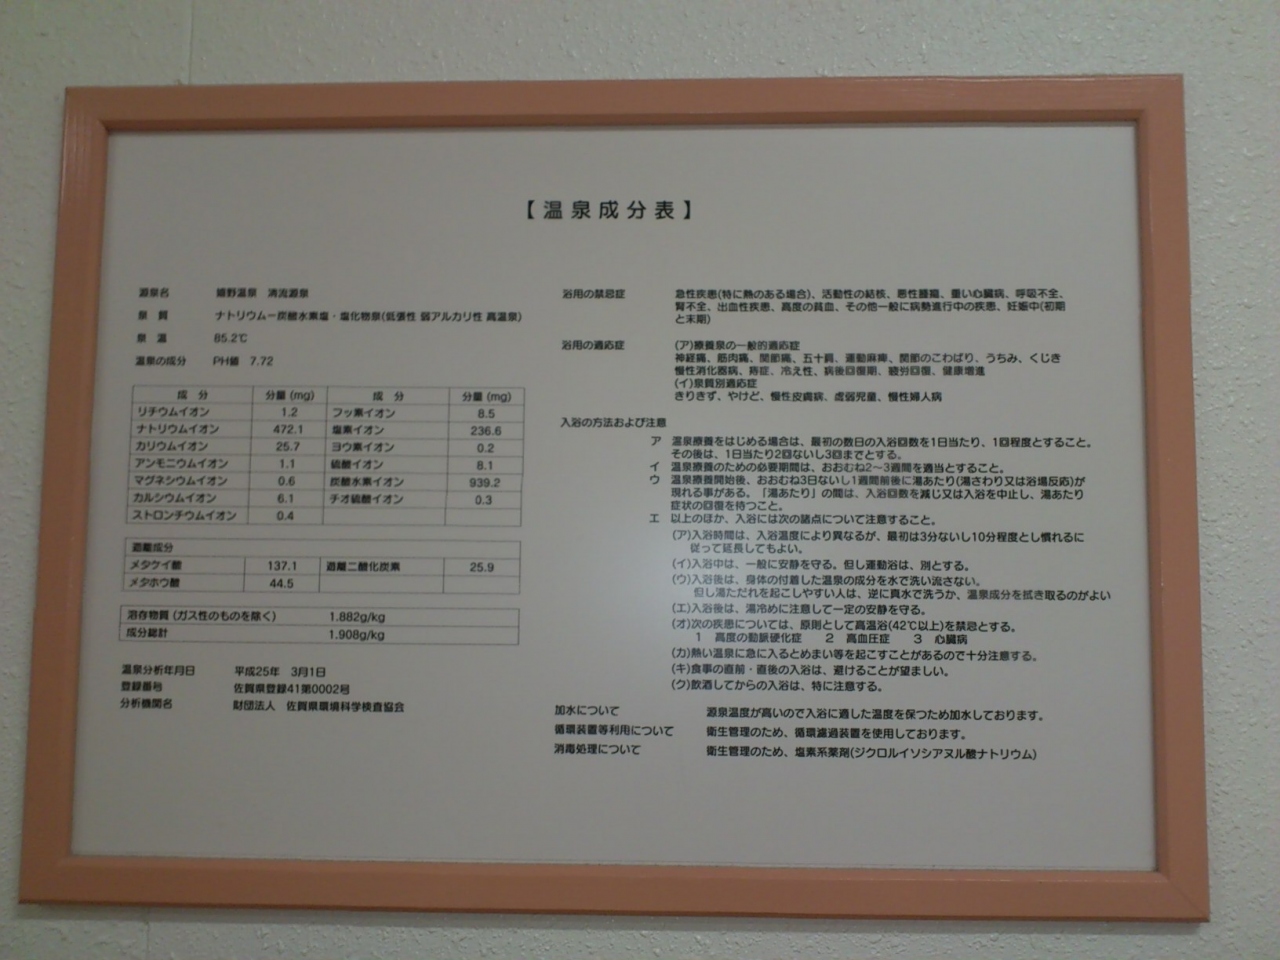 【温泉成分表】
源泉名 嬉野温泉 清流源泉
泉質 ナトリウムー炭酸水素塩・塩化物泉(低張性 弱アルカリ性 高温泉)
泉温 85.2℃
温泉の成分 PH値 7.72
成分 分量(mg) 成分 分量(mg)
リチウムイオン 1.2 フッ素イオン 8.5
ナトリウムイオン 472.1 塩素イオン 236.6
カリウムイオン 25.7 ヨウ素イオン 0.2
アンモニウムイオン 1.1 硫酸イオン 8.1
マグネシウムイオン 0.6 炭酸水素イオン 939.2
カルシウムイオン 6.1 チオ硫酸イオン 0.3
ストロンチウムイオン 0.4
遊離成分
メタケイ酸 137.1 遊離二酸化炭素 25.9
メタホウ酸 44.5
溶存物質(ガス性のものを除く) 1.882g/kg
成分総計 1.908g/kg
温泉分析年月日 平成25年 3月1日
登録番号 佐賀県登録41第0002号
分析機関名 財団法人 佐賀県環境科学検査協会
浴用の禁忌症 急性疾患(特に熱のある場合)、活動性の結核、悪性腫瘍、重い心臓病、呼吸不全、
腎不全、出血性疾患、高度の貧血、その他一般に病勢進行中の疾患、妊娠中(初期
と末期)
浴用の適応症 (ア)療養泉の一般的適応症
神経痛、筋肉痛、関節痛、五十肩、運動麻痺、関節のこわばり、うちみ、くじき
慢性消化器病、痔症、冷え性、病後回復期、疲労回復、健康増進
(イ)泉質別適応症
きりきず、やけど、慢性皮膚病、虚弱児童、慢性婦人病
入浴の方法および注意
ア 温泉療養をはじめる場合は、最初の数日の入浴回数を1日当たり、1回程度とすること。
その後は、1日当たり2回ないし3回までとする。
イ 温泉療養のための必要期間は、おおむね2～3週間を適当とすること。
ウ 温泉療養開始後、おおむね3日ないし1週間前後に湯あたり(湯さわり又は浴場反応)が
現れる事がある。「湯あたり」の間は、入浴回数を減じ又は入浴を中止し、湯あたり
症状の回復を待つこと。
エ 以上のほか、入浴には次の諸点について注意すること。
(ア)入浴時間は、入浴温度により異なるが、最初は3分ないし10分程度とし慣れるに
従って延長してもよい。
(イ)入浴中は、一般に安静を守る。但し運動浴は、別とする。
(ウ)入浴後は、身体の付着した温泉の成分を水で洗い流さない。
但し湯ただれを起こしやすい人は、逆に真水で洗うか、温泉成分を拭き取るのがよい
(エ)入浴後は、湯冷めに注意して一定の安静を守る。
(オ)次の疾患については、原則として高温浴(42℃以上)を禁忌とする。
1 高度の動脈硬化症 2 高血圧症 3 心臓病
(カ)熱い温泉に急に入るとめまい等を起こすことがあるので十分注意する。
(キ)食事の直前・直後の入浴は、避けることが望ましい。
(ク)飲酒してからの入浴は、特に注意する。
加水について 源泉温度が高いので入浴に適した温度を保つため加水しております。
循環装置等利用について 衛生管理のため、循環濾過装置を使用しております。
消毒処理について 衛生管理のため、塩素系薬剤(ジクロルイソシアヌル酸ナトリウム)